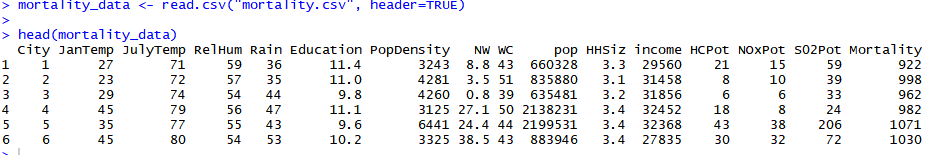 > mortality_data <- read.csv("mortality.csv", header=TRUE)
>
> head(mortality_data)
City JanTemp JulyTemp RelHum Rain Education PopDensity NW WC pop HHSiz income HCPot NOxPot S02Pot Mortality
1 1 27 71 59 36 11.4 3243 8.8 43 660328 3.3 29560 21 15 59 922
2 2 23 72 57 35 11.0 4281 3.5 51 835880 3.1 31458 8 10 39 998
3 3 29 74 54 44 9.8 4260 0.8 39 635481 3.2 31856 6 6 33 962
4 4 45 79 56 47 11.1 3125 27.1 50 2138231 3.4 32452 18 8 24 982
5 5 35 77 55 43 9.6 6441 24.4 44 2199531 3.4 32368 43 38 206 1071
6 6 45 80 54 53 10.2 3325 38.5 43 883946 3.4 27835 30 32 72 1030
>